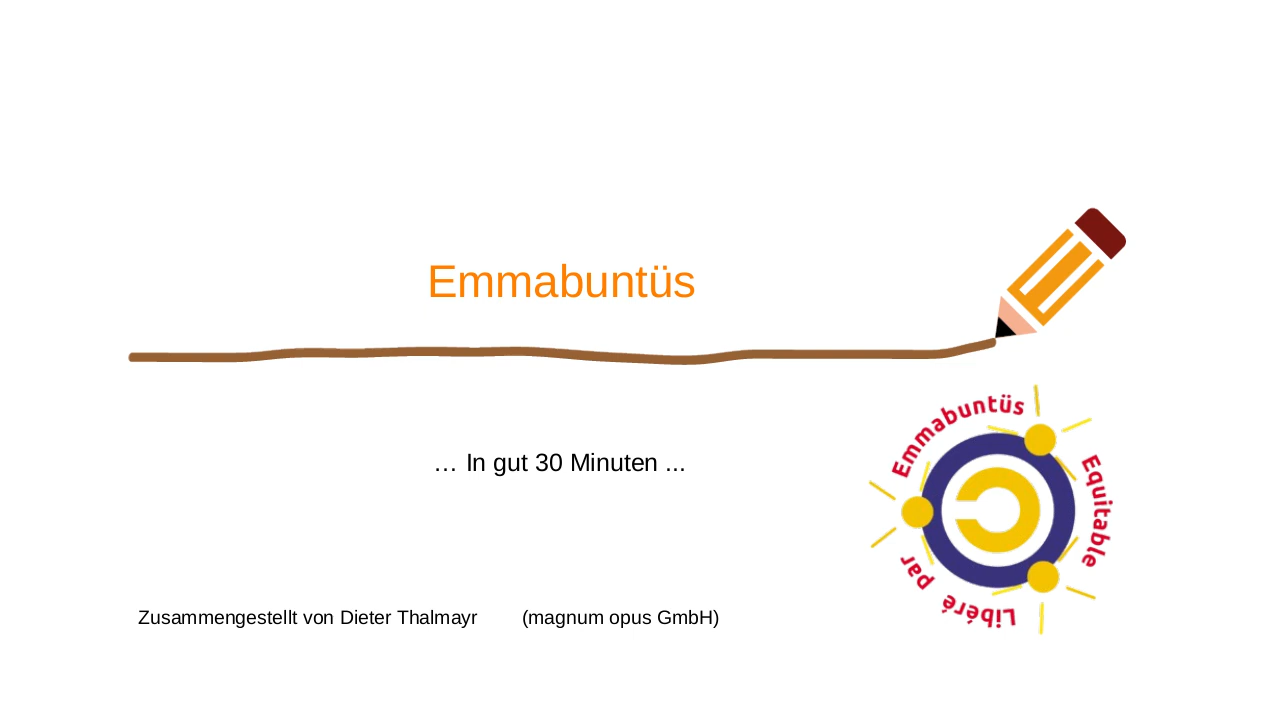 Emmabuntüs
… In gut 30 Minuten ...
Emmabuntüs
Equitable
Libéré par
Zusammengestellt von Dieter Thalmayr (magnum opus GmbH)